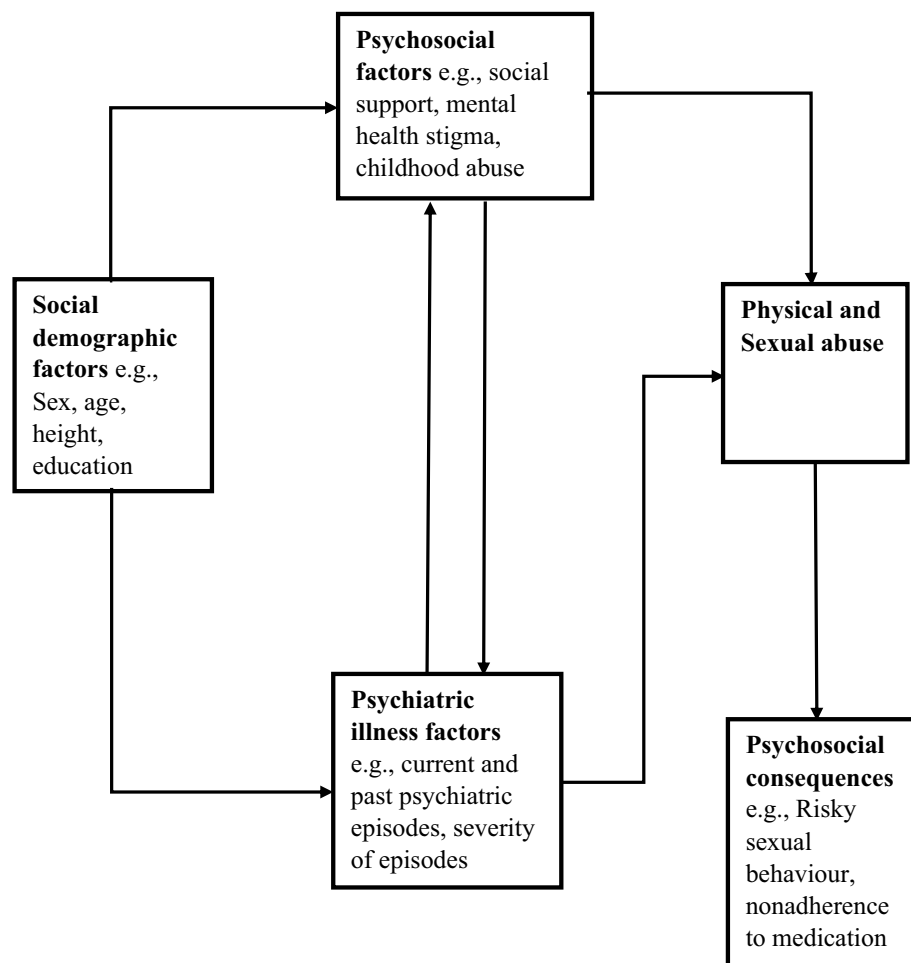 Psychosocial
factors e.g., social
support, mental
health stigma,
childhood abuse
Social
demographic
factors e.g.,
Sex, age,
height,
education
Physical and
Sexual abuse
Psychiatric
illness factors
e.g., current and
past psychiatric
episodes, severity
of episodes
Psychosocial
consequences
e.g., Risky
sexual
behaviour,
nonadherence
to medication